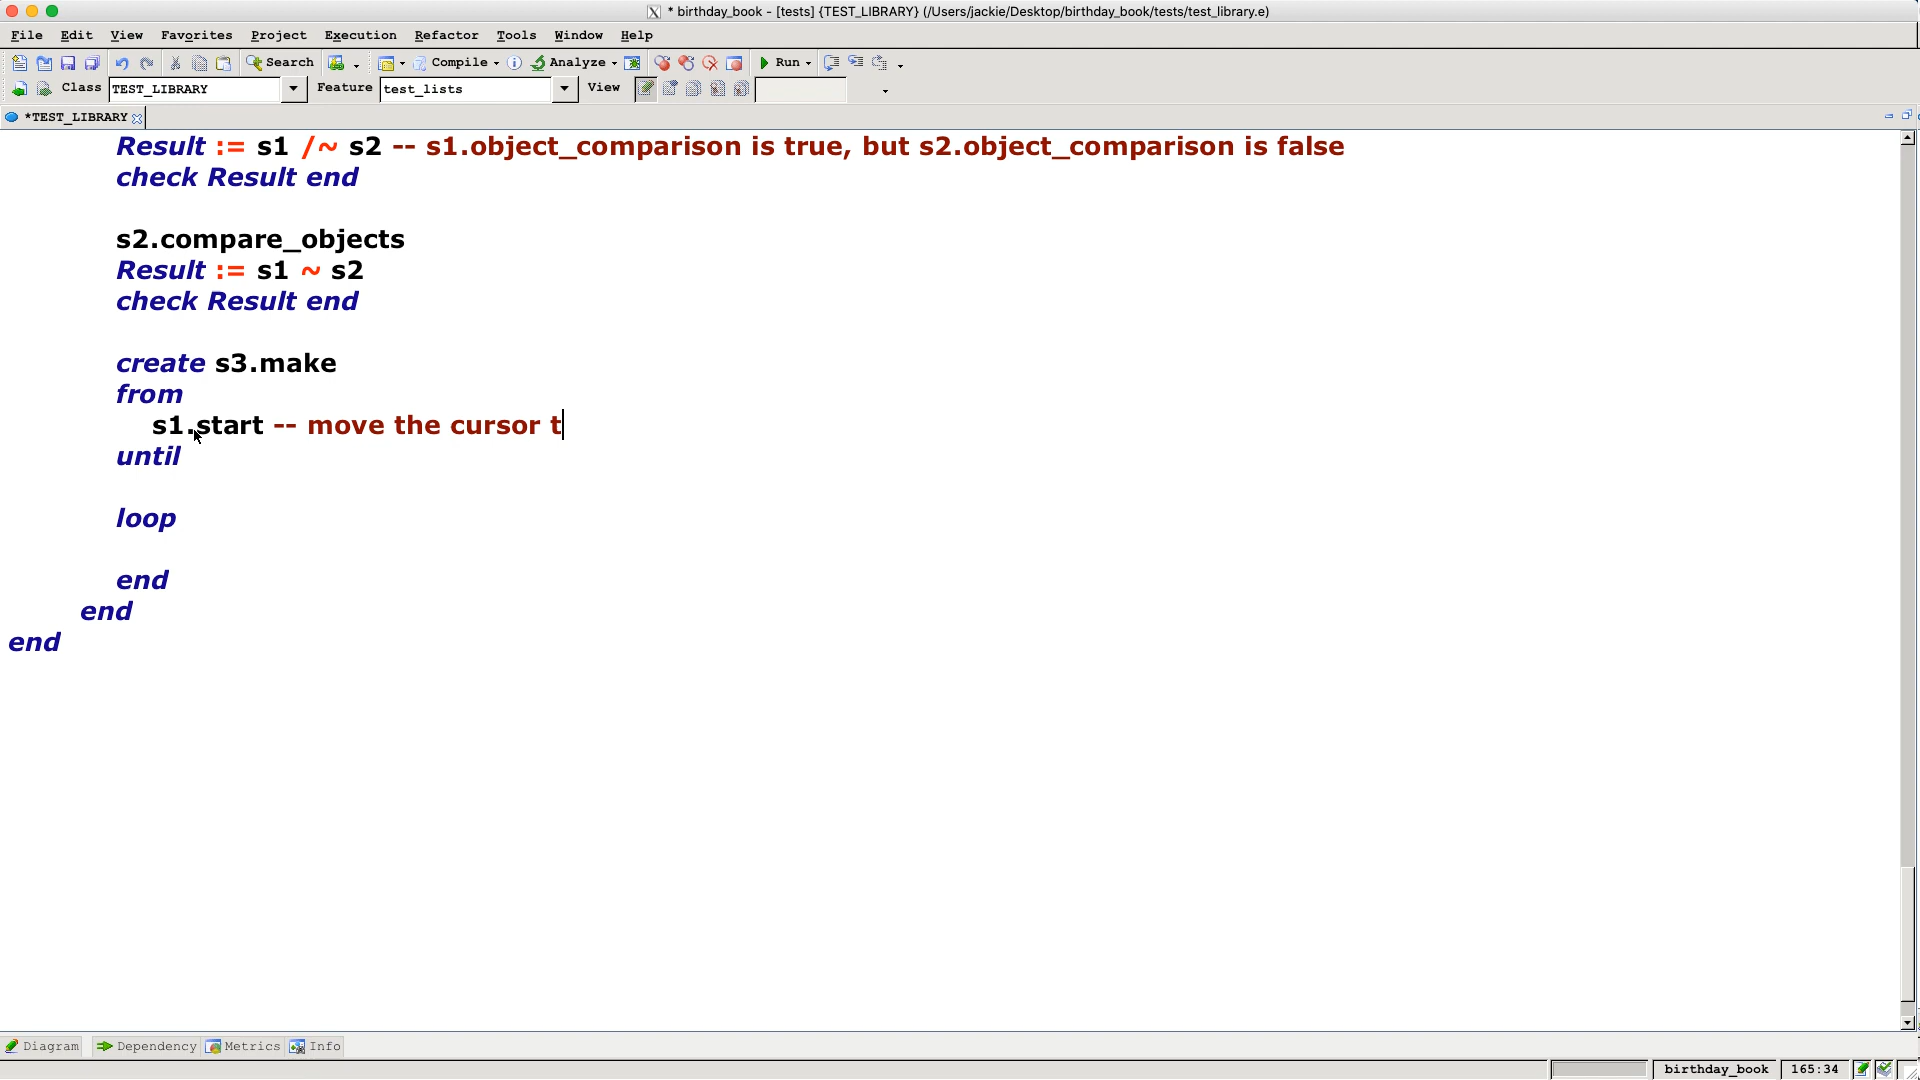 * birthday_book - [tests] {TEST_LIBRARY} (/Users/jackie/Desktop/birthday_book/tests/test_library.e)
File Edit View Favorites Project Execution Refactor Tools Window Help
Search Compile Analyze Run
Class TEST_LIBRARY Feature test_lists View
*TEST_LIBRARY
Result := s1 /~ s2 -- s1.object_comparison is true, but s2.object_comparison is false
check Result end
s2.compare_objects
Result := s1 ~ s2
check Result end
create s3.make
from
s1.start -- move the cursor t
until
loop
end
end
end
Diagram Dependency Metrics Info
birthday_book 165:34